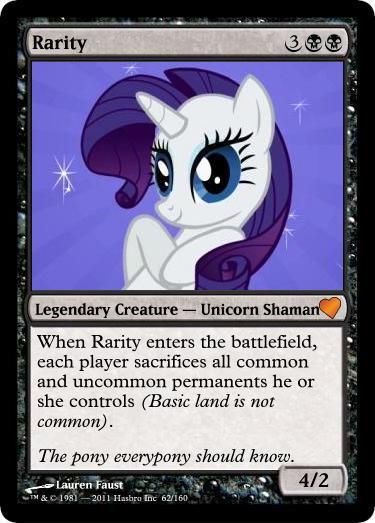 Rarity 3
Legendary Creature — Unicorn Shaman
When Rarity enters the battlefield,
each player sacrifices all common
and uncommon permanents he or
she controls (Basic land is not
common).
The pony everypony should know.
4/2
Lauren Faust
™ & © 1981 — 2011 Hasbro Inc 62/160